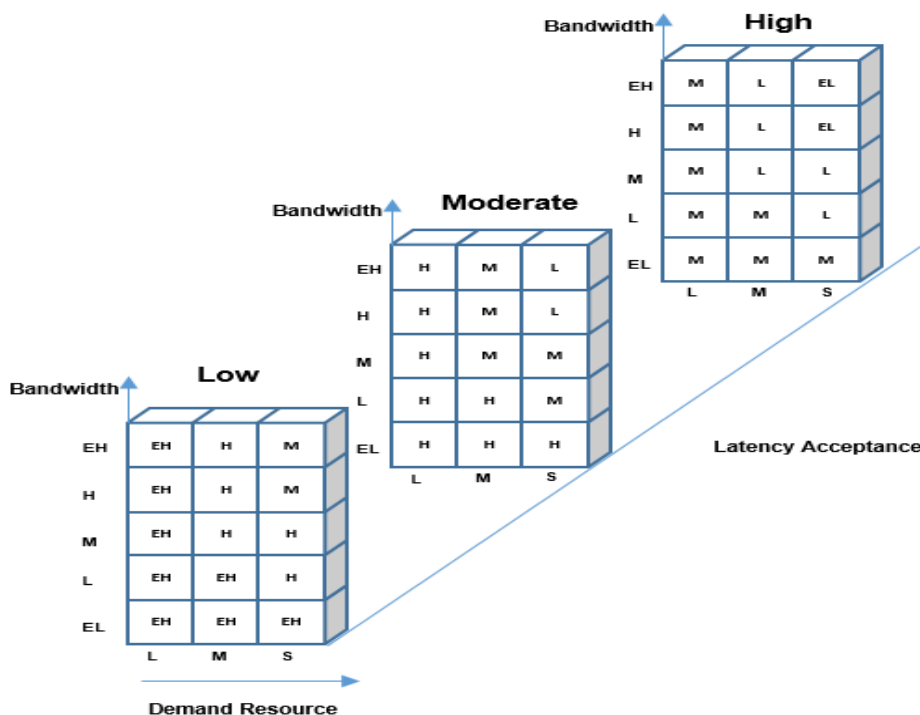 High
Bandwidth
EH M L EL
H M L EL
M M L L
L M M L
EL M M M
L M S
Moderate
Bandwidth
EH H M L
H H M L
M H M M
L H H M
EL H H H
L M S
Latency Acceptance
Low
Bandwidth
EH EH H M
H EH H M
M EH H H
L EH EH H
EL EH EH EH
L M S
Demand Resource